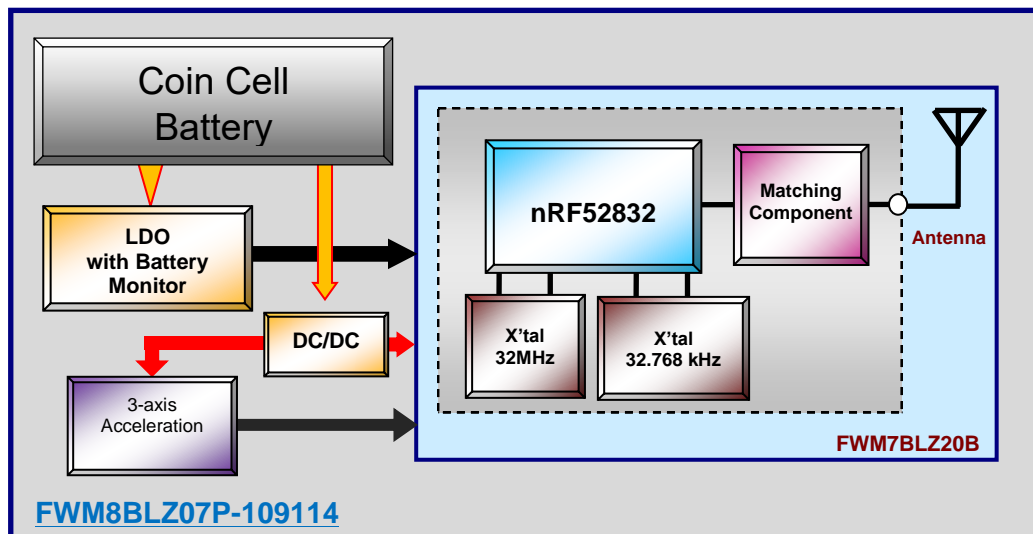 Coin Cell
Battery
LDO
with Battery
Monitor
DC/DC
3-axis
Acceleration
nRF52832
Matching
Component
Antenna
X'tal
32MHz
X'tal
32.768 kHz
FWM7BLZ20B
FWM8BLZ07P-109114